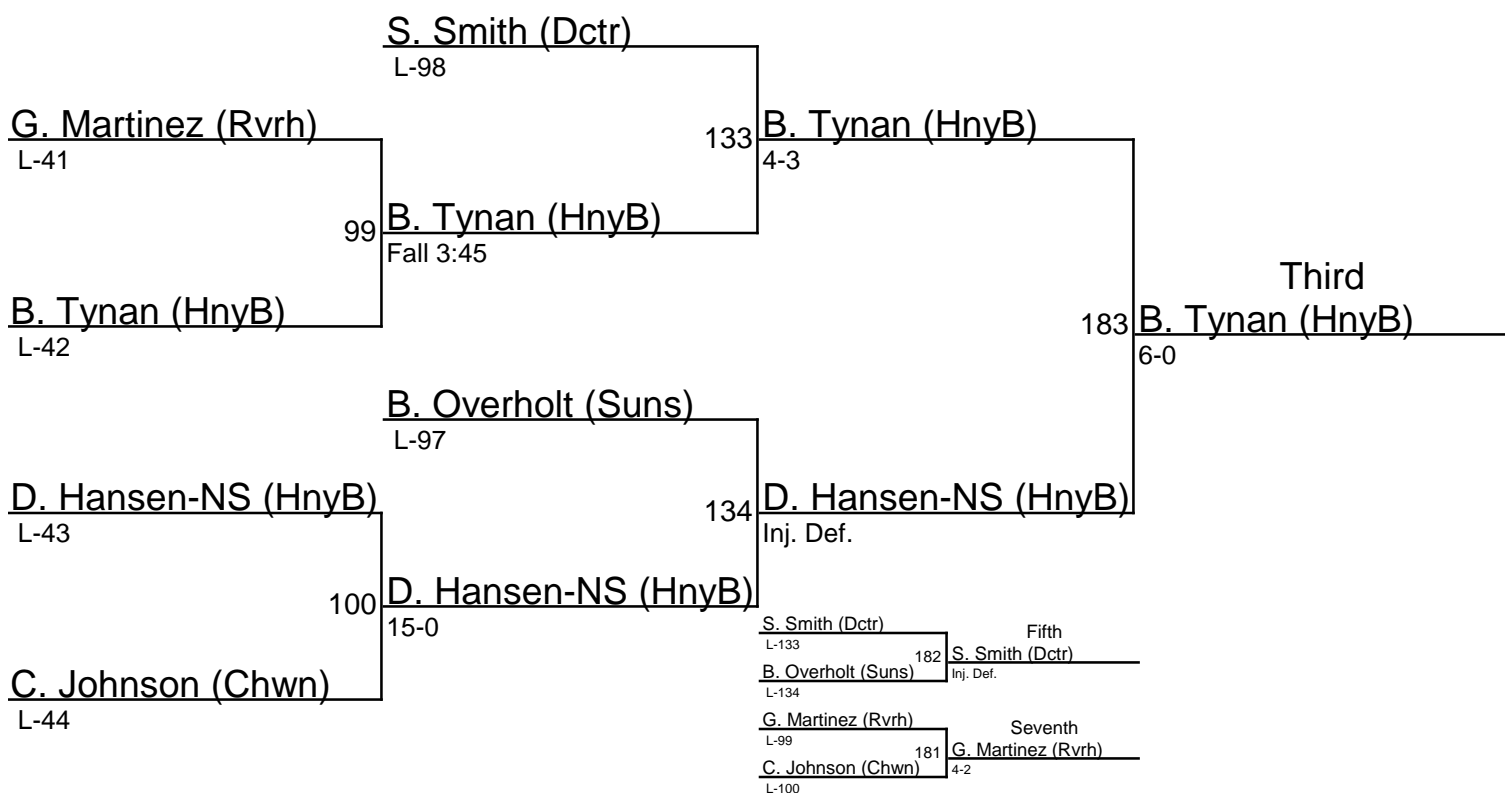 S. Smith (Dctr)
L-98
G. Martinez (Rvrh)
L-41
133
B. Tynan (HnyB)
4-3
99
B. Tynan (HnyB)
Fall 3:45
B. Tynan (HnyB)
L-42
Third
183
B. Tynan (HnyB)
6-0
B. Overholt (Suns)
L-97
D. Hansen-NS (HnyB)
L-43
134
D. Hansen-NS (HnyB)
Inj. Def.
100
D. Hansen-NS (HnyB)
15-0
C. Johnson (Chwn)
L-44
S. Smith (Dctr)
L-133
Fifth
182
S. Smith (Dctr)
Inj. Def.
B. Overholt (Suns)
L-134
G. Martinez (Rvrh)
L-99
Seventh
181
G. Martinez (Rvrh)
4-2
C. Johnson (Chwn)
L-100